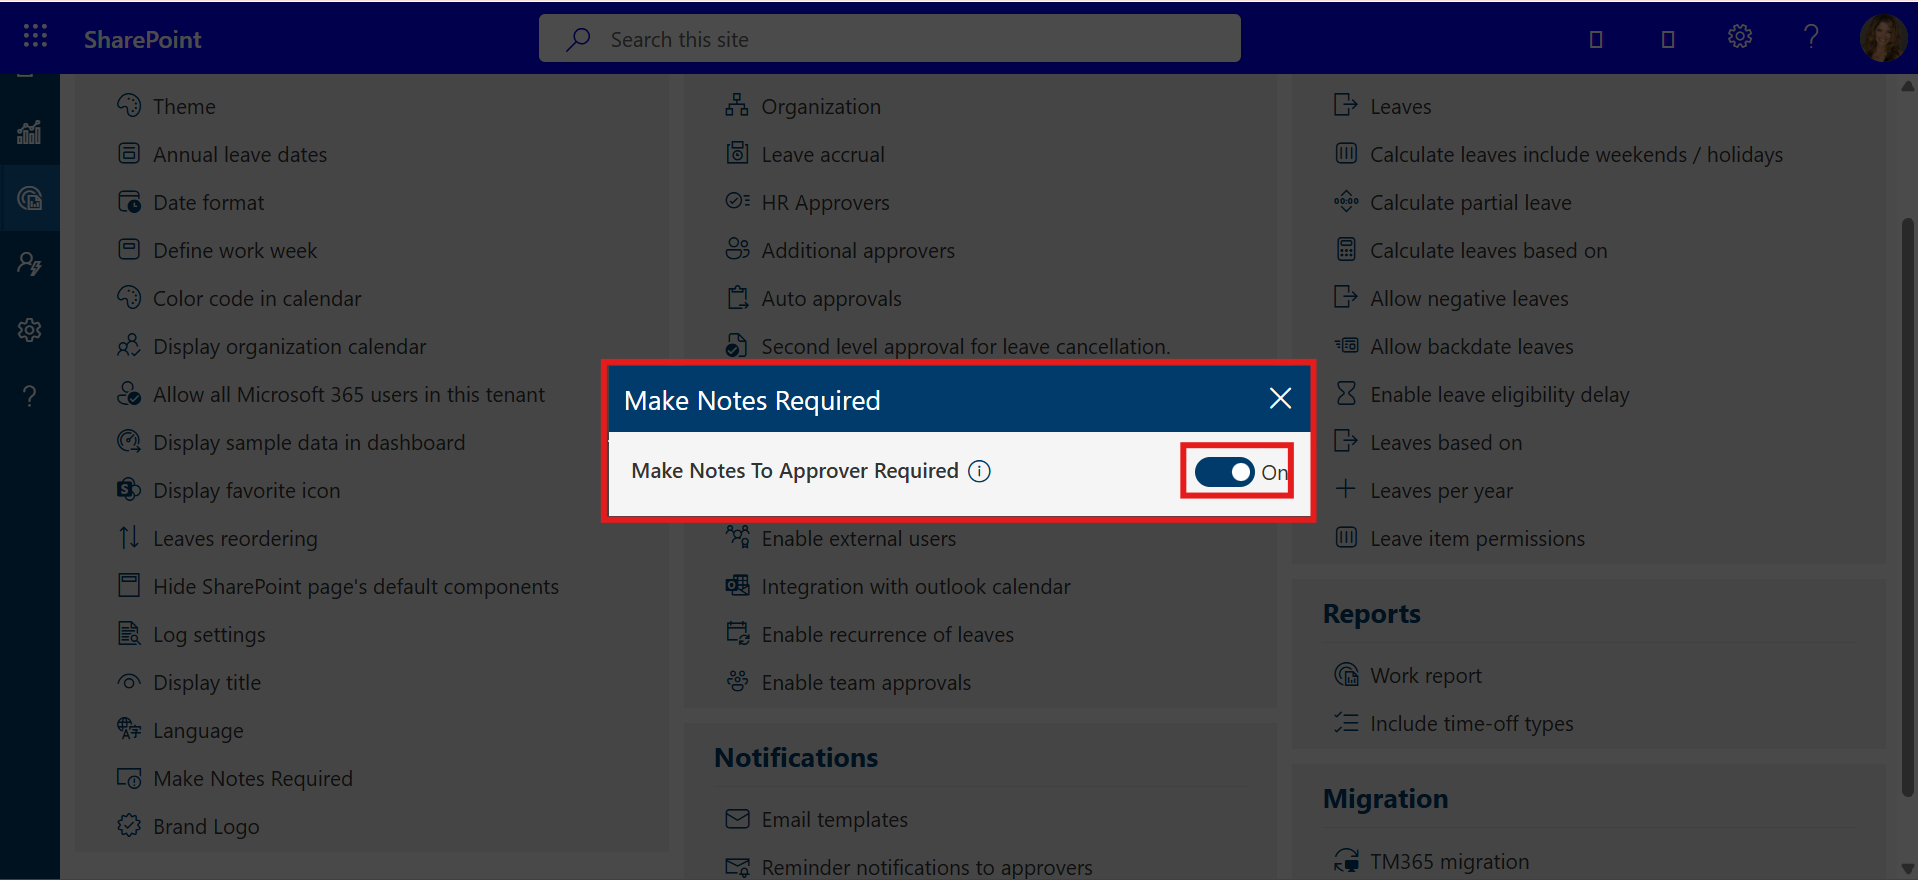 SharePoint
Search this site
Theme
Annual leave dates
Date format
Define work week
Color code in calendar
Display organization calendar
Allow all Microsoft 365 users in this tenant
Display sample data in dashboard
Display favorite icon
Leaves reordering
Hide SharePoint page's default components
Log settings
Display title
Language
Make Notes Required
Brand Logo
Organization
Leave accrual
HR Approvers
Additional approvers
Auto approvals
Second level approval for leave cancellation.
Make Notes Required
Make Notes To Approver Required
On
Enable external users
Integration with outlook calendar
Enable recurrence of leaves
Enable team approvals
Notifications
Email templates
Reminder notifications to approvers
Leaves
Calculate leaves include weekends / holidays
Calculate partial leave
Calculate leaves based on
Allow negative leaves
Allow backdate leaves
Enable leave eligibility delay
Leaves based on
Leaves per year
Leave item permissions
Reports
Work report
Include time-off types
Migration
TM365 migration